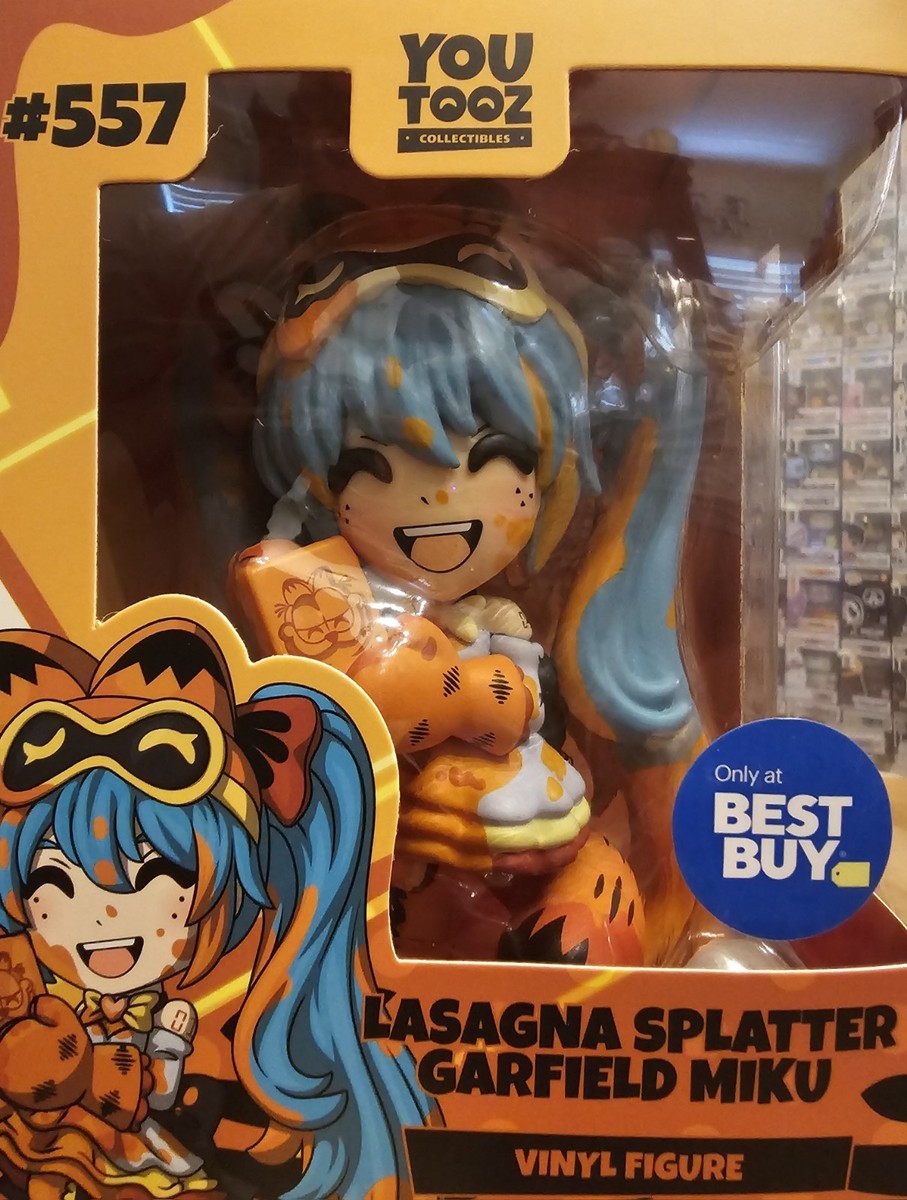 #557
YOU
TOOZ
• COLLECTIBLES •
Only at
BEST
BUY
LASAGNA SPLATTER
GARFIELD MIKU
VINYL FIGURE